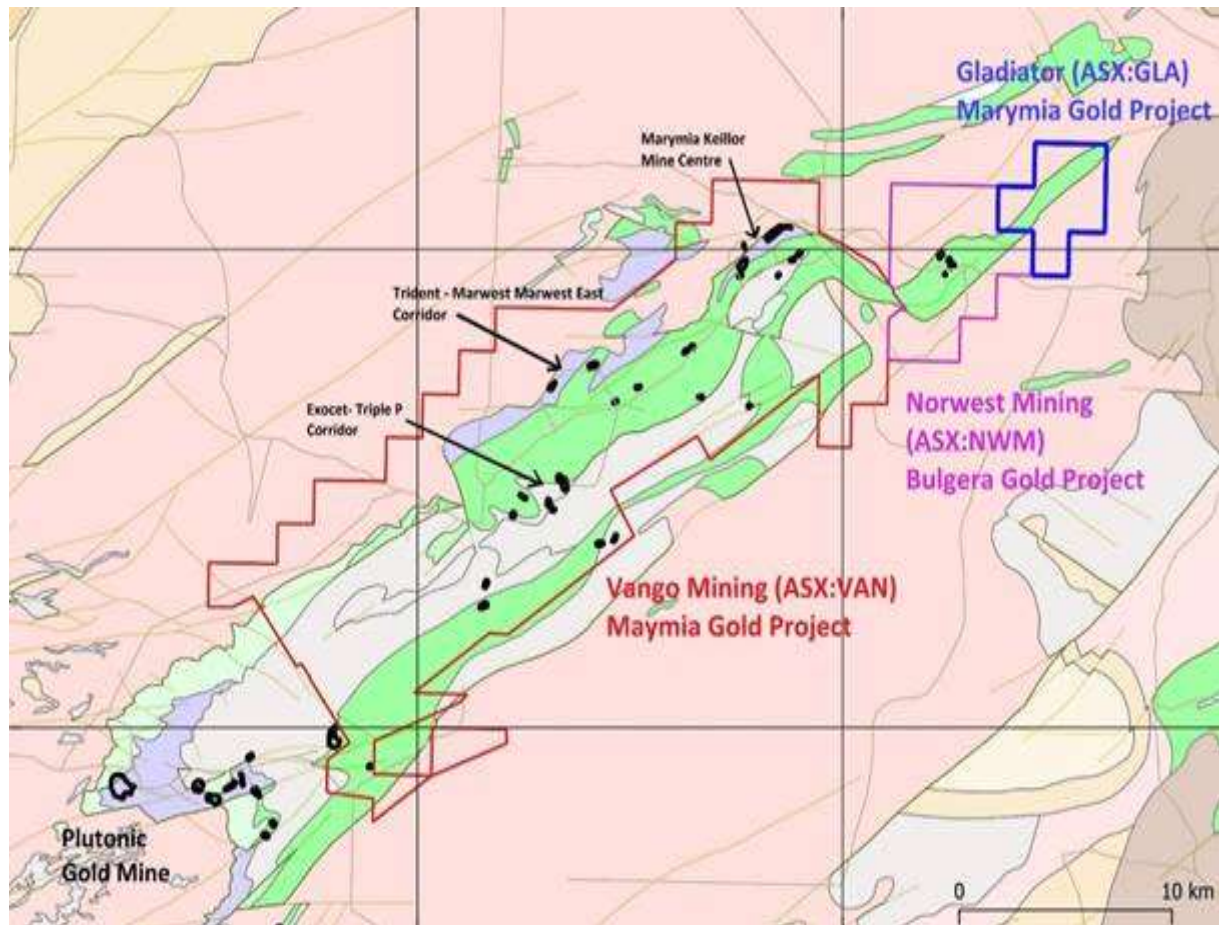 Gladiator (ASX:GLA)
Marymia Gold Project
Marymia Keillor
Mine Centre
Trident - Marwest Marwest East
Corridor
Exocet- Triple P
Corridor
Norwest Mining
(ASX:NWM)
Bulgera Gold Project
Vango Mining (ASX:VAN)
Maymia Gold Project
Plutonic
Gold Mine
0 10 km